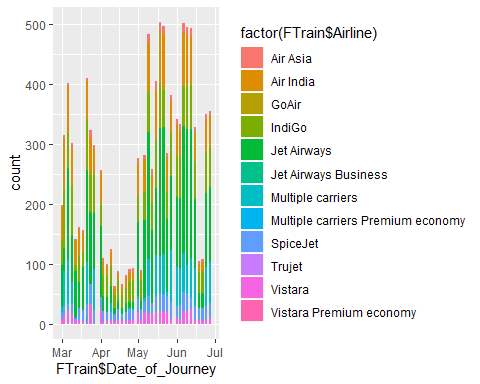 500
400
300
200
100
0
count
Mar Apr May Jun Jul
FTrain$Date_of_Journey
factor(FTrain$Airline)
Air Asia
Air India
GoAir
IndiGo
Jet Airways
Jet Airways Business
Multiple carriers
Multiple carriers Premium economy
SpiceJet
Trujet
Vistara
Vistara Premium economy